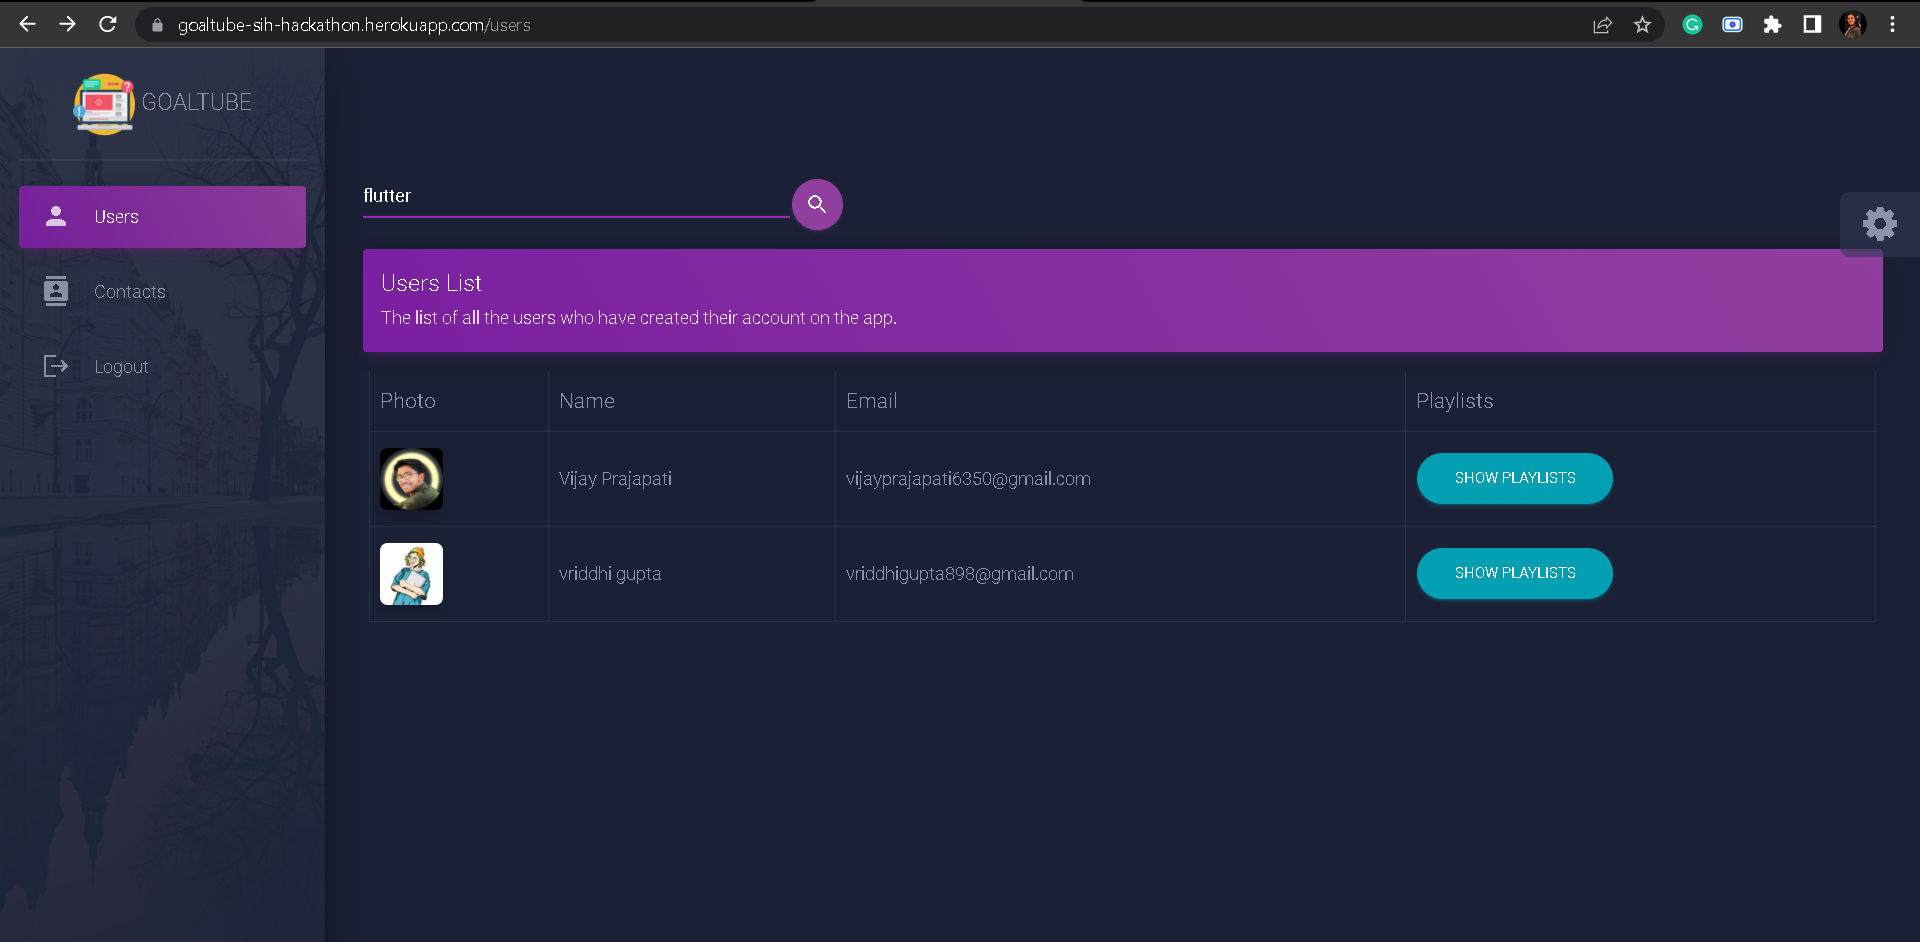 goaltube-sih-hackathon.herokuapp.com/users
GOALTUBE
Users
Contacts
Logout
flutter
Users List
The list of all the users who have created their account on the app.
Photo Name Email Playlists
Vijay Prajapati vijayprajapati6350@gmail.com SHOW PLAYLISTS
vriddhi gupta vriddhigupta898@gmail.com SHOW PLAYLISTS